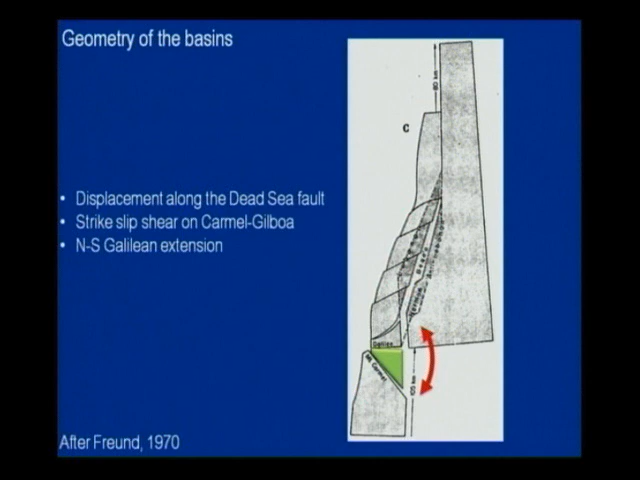 Geometry of the basins
80 km
C
• Displacement along the Dead Sea fault
• Strike slip shear on Carmel-Gilboa
• N-S Galilean extension
Galilee
Mt Carmel
105 km
After Freund, 1970